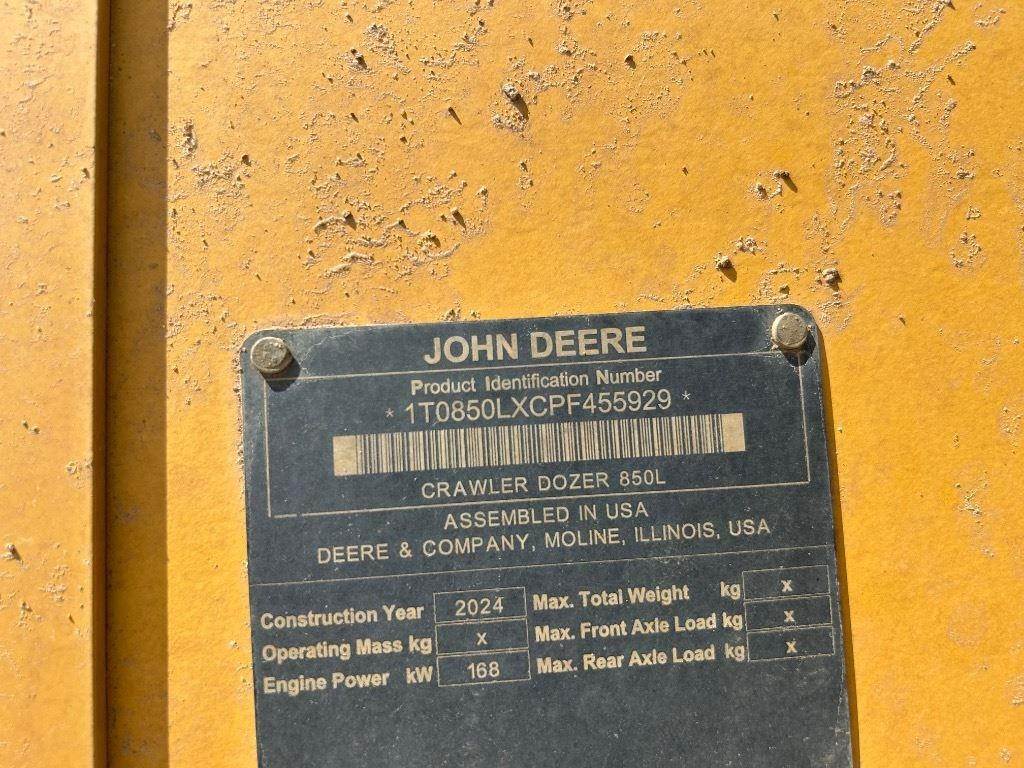 JOHN DEERE
Product Identification Number
* 1T0850LXCPF455929 *
CRAWLER DOZER 850L
ASSEMBLED IN USA
DEERE & COMPANY, MOLINE, ILLINOIS, USA
Construction Year 2024 Max. Total Weight kg x
Operating Mass kg x Max. Front Axle Load kg x
Engine Power kW 168 Max. Rear Axle Load kg x